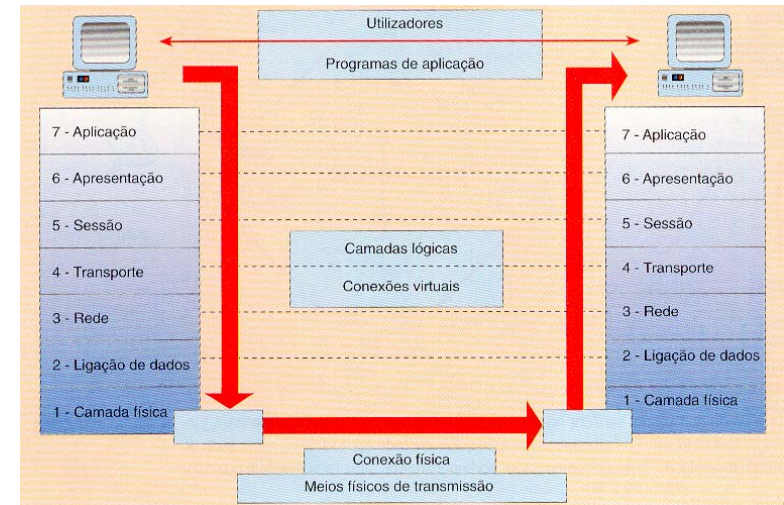 Utilizadores
Programas de aplicação
7 - Aplicação
6 - Apresentação
5 - Sessão
4 - Transporte
3 - Rede
2 - Ligação de dados
1 - Camada física
Camadas lógicas
Conexões virtuais
7 - Aplicação
6 - Apresentação
5 - Sessão
4 - Transporte
3 - Rede
2 - Ligação de dados
1 - Camada física
Conexão física
Meios físicos de transmissão